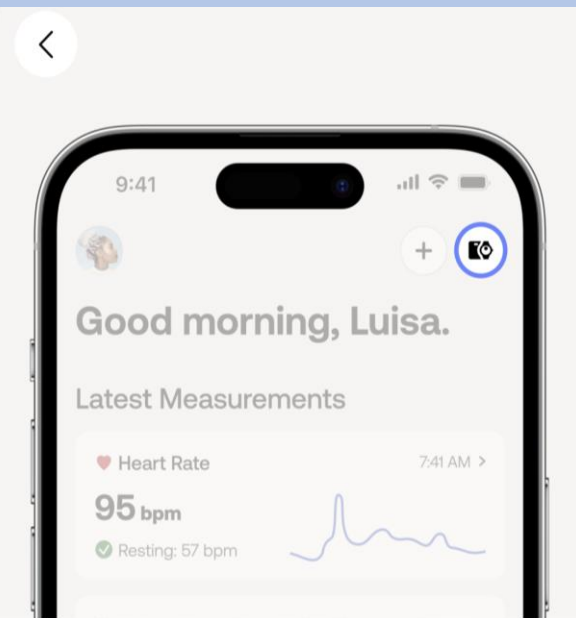 9:41
Good morning, Luisa.
Latest Measurements
Heart Rate
7:41 AM
95 bpm
Resting: 57 bpm